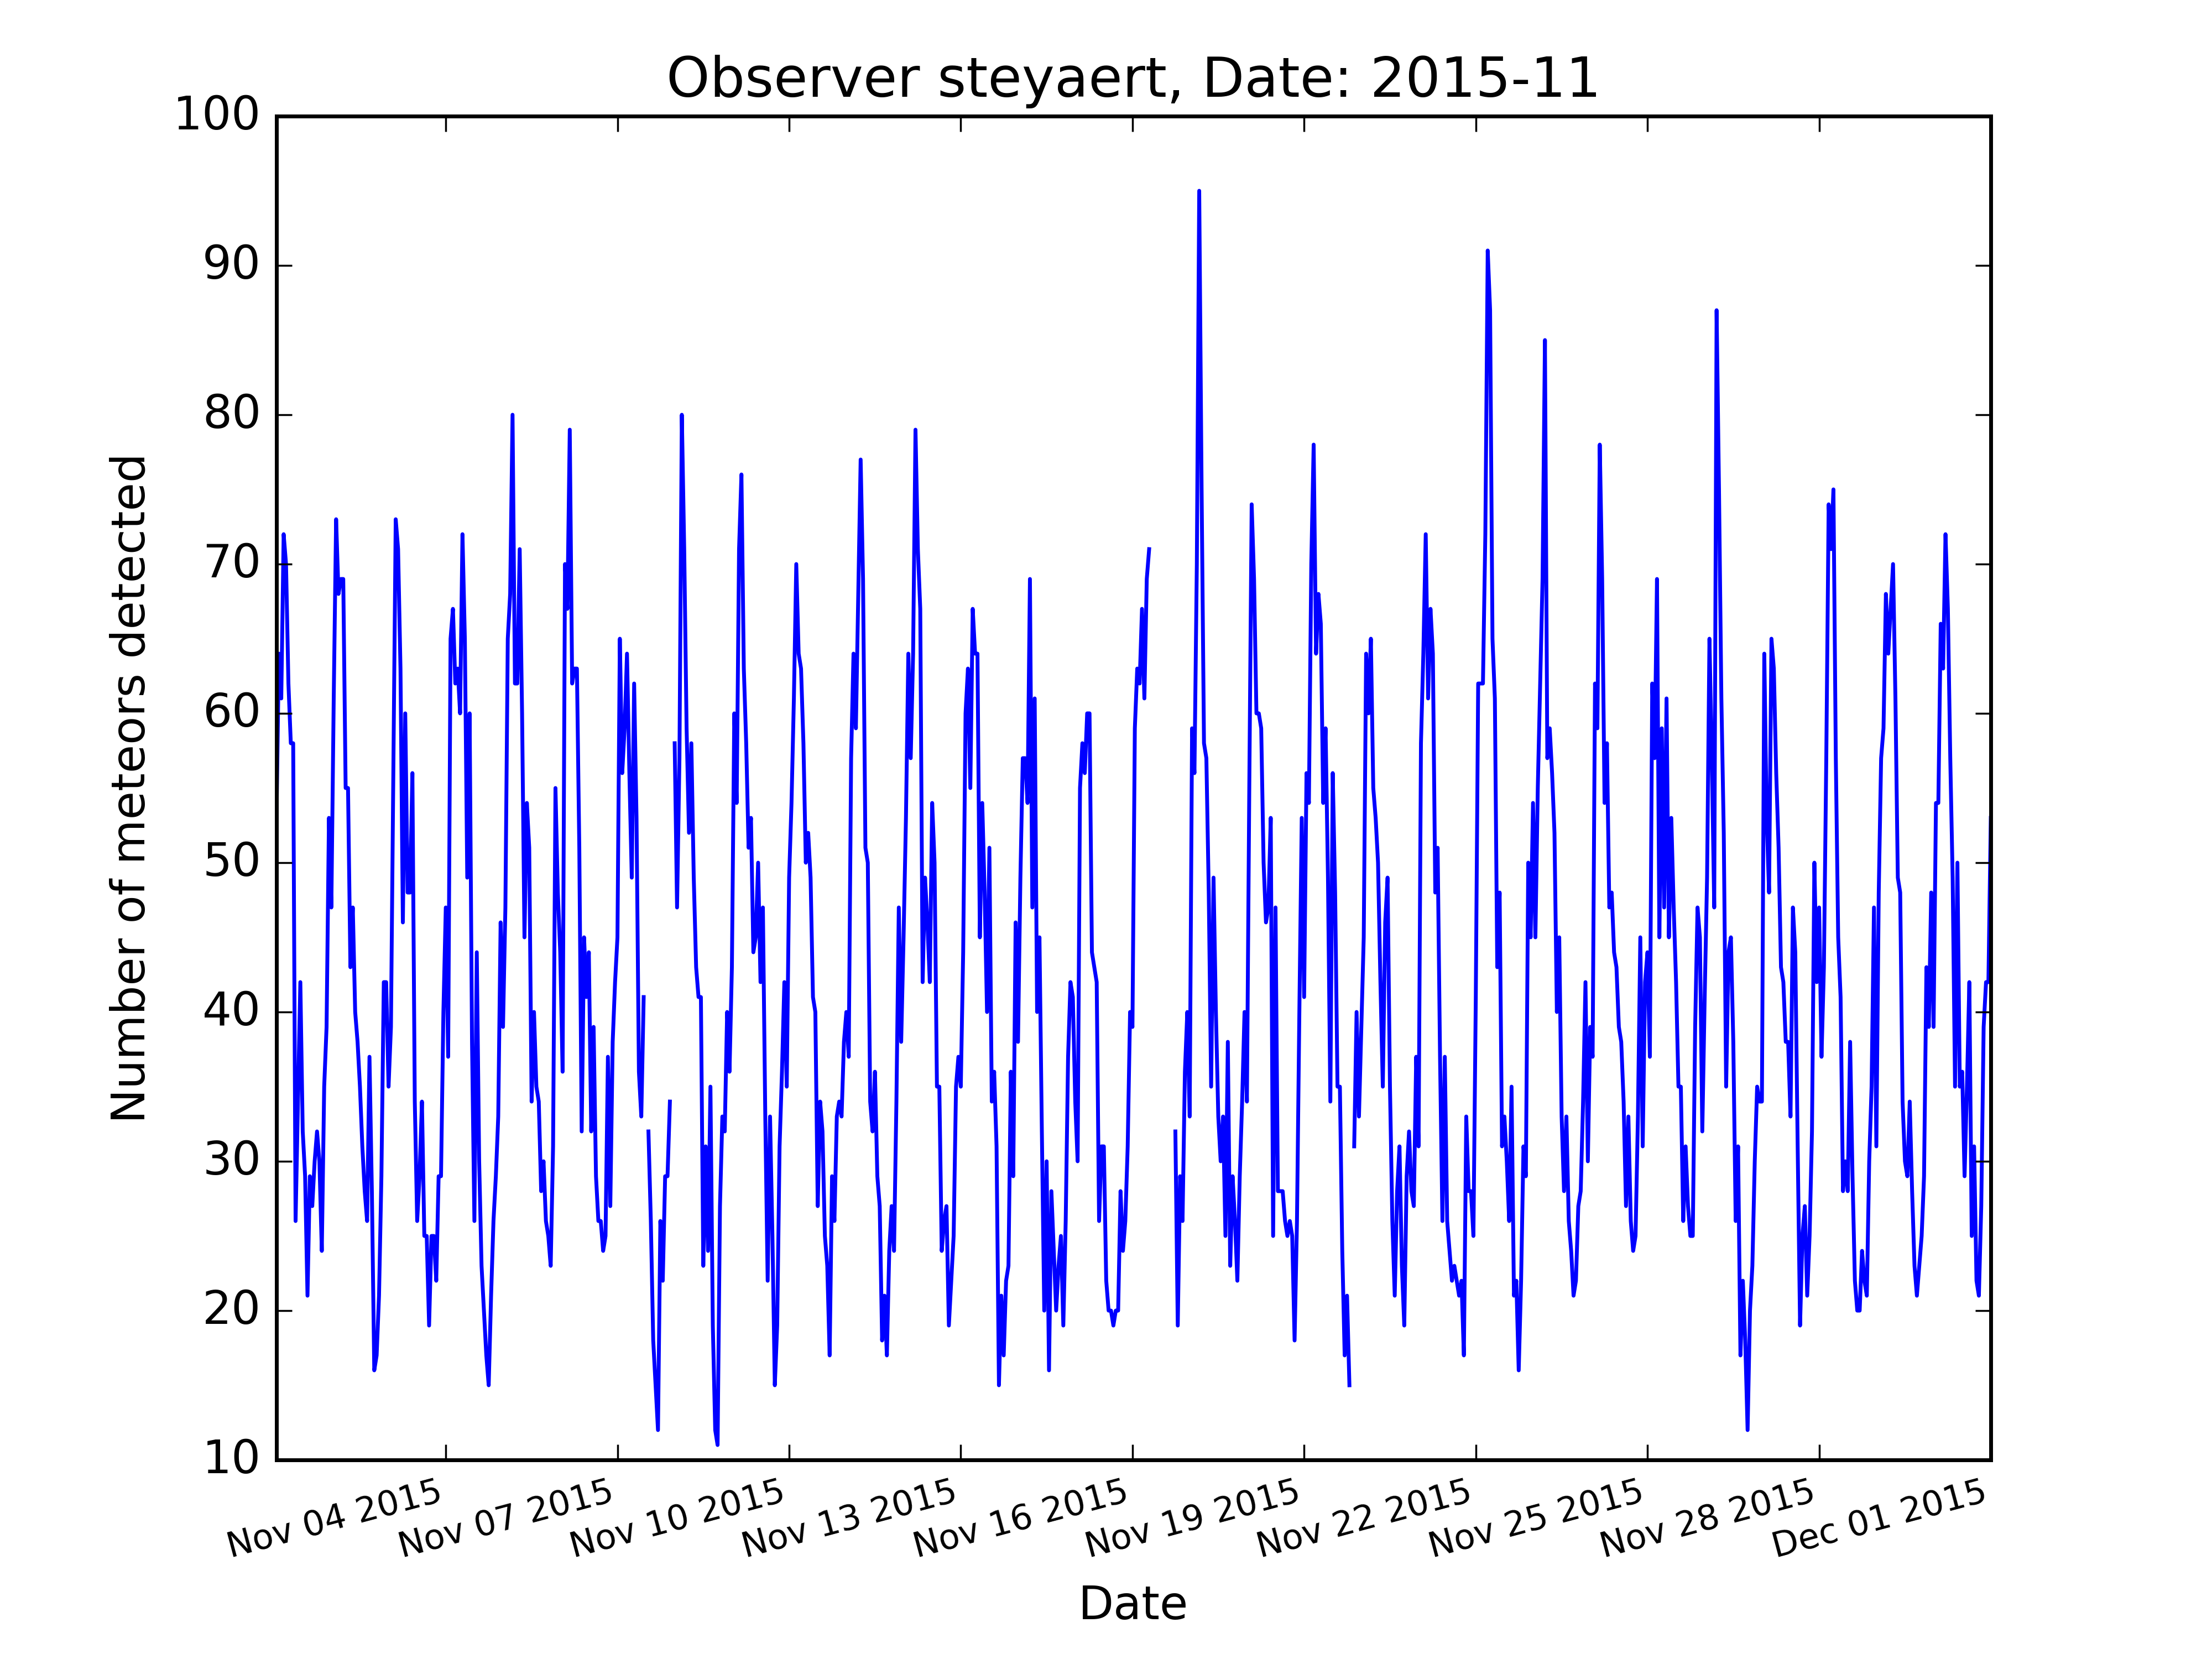 Observer steyaert, Date: 2015-11
100
90
80
70
60
50
40
30
20
10
Number of meteors detected
Nov 04 2015
Nov 07 2015
Nov 10 2015
Nov 13 2015
Nov 16 2015
Nov 19 2015
Nov 22 2015
Nov 25 2015
Nov 28 2015
Dec 01 2015
Date